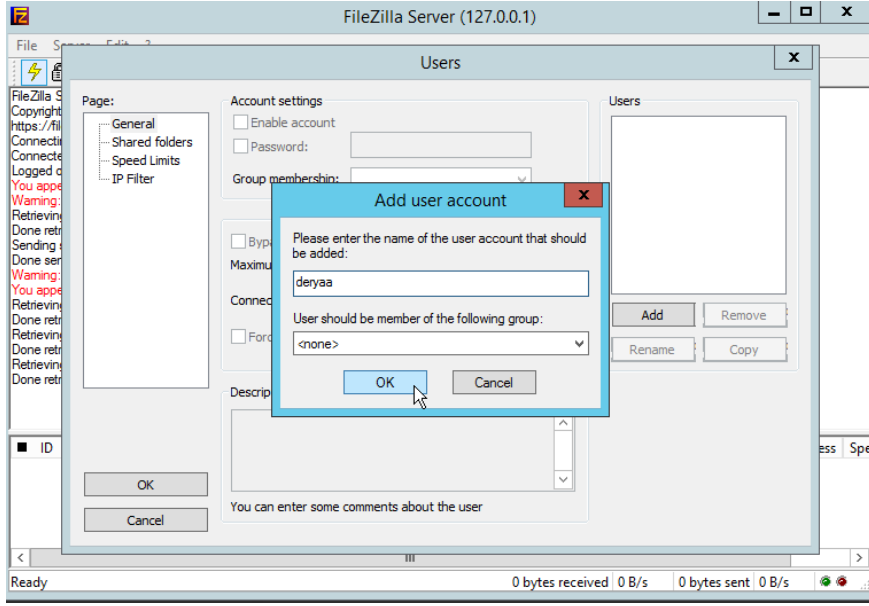 FileZilla Server (127.0.0.1)
File
Edit ?
Users
FileZilla S
Copyright
https://fil
Connectin
Connecte
Logged o
You appe
Warning:
Retrieving
Done retr
Sending s
Done sen
Warning:
You appe
Retrieving
Done retr
Retrieving
Done retr
Retrieving
Done retr
Page:
General
Shared folders
Speed Limits
IP Filter
Account settings
Enable account
Password:
Group membership:
Bypa
Maximu
Connec
Forc
Descrip
You can enter some comments about the user
Add user account
Please enter the name of the user account that should
be added:
deryaa
User should be member of the following group:
<none>
OK
Cancel
Users
Add
Remove
Rename
Copy
OK
Cancel
ID
ess
Spe
Ready
0 bytes received
0 B/s
0 bytes sent
0 B/s